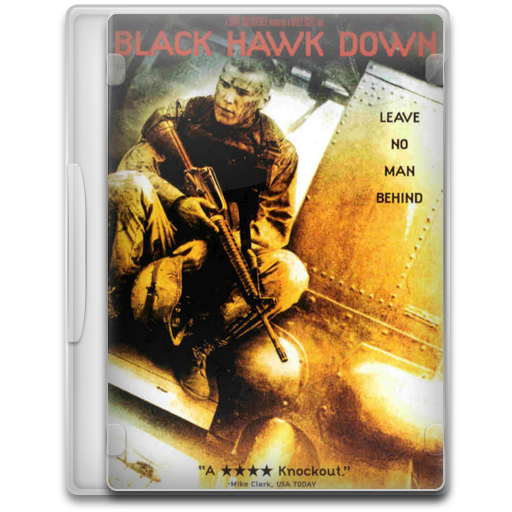 BLACK HAWK DOWN
LEAVE
NO
MAN
BEHIND
"A ★★★★ Knockout."
-Mike Clark, USA TODAY